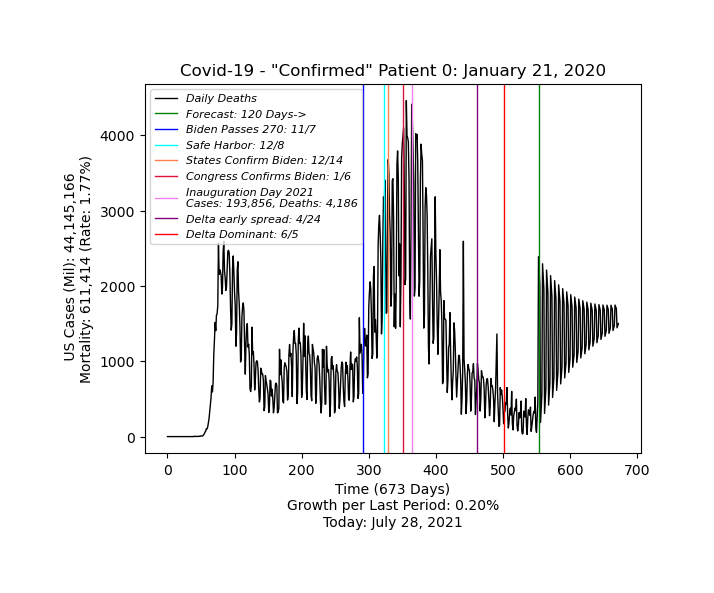 Covid-19 - "Confirmed" Patient 0: January 21, 2020
Daily Deaths
Forecast: 120 Days->
Biden Passes 270: 11/7
Safe Harbor: 12/8
States Confirm Biden: 12/14
Congress Confirms Biden: 1/6
Inauguration Day 2021
Cases: 193,856, Deaths: 4,186
Delta early spread: 4/24
Delta Dominant: 6/5
US Cases (Mil): 44,145,166
Mortality: 611,414 (Rate: 1.77%)
4000
3000
2000
1000
0
0 100 200 300 400 500 600 700
Time (673 Days)
Growth per Last Period: 0.20%
Today: July 28, 2021